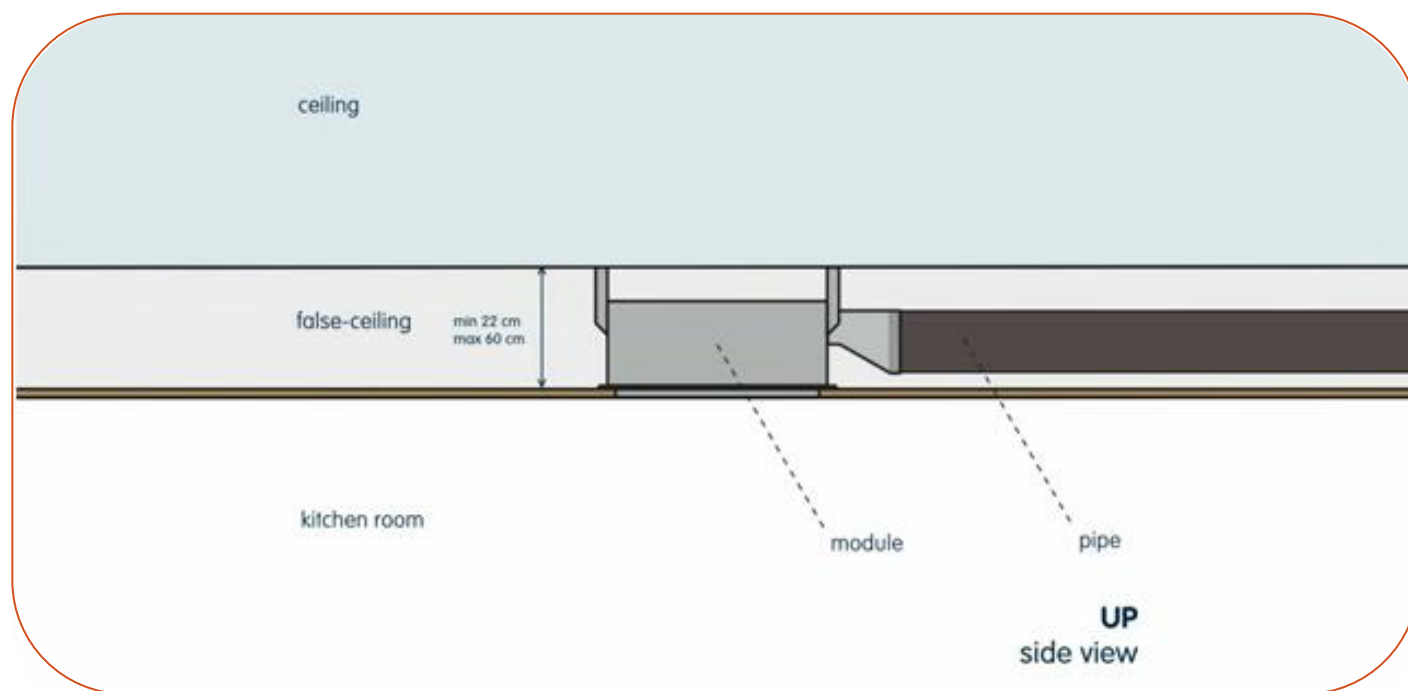 ceiling
false-ceiling
min 22 cm
max 60 cm
kitchen room
module
pipe
UP
side view